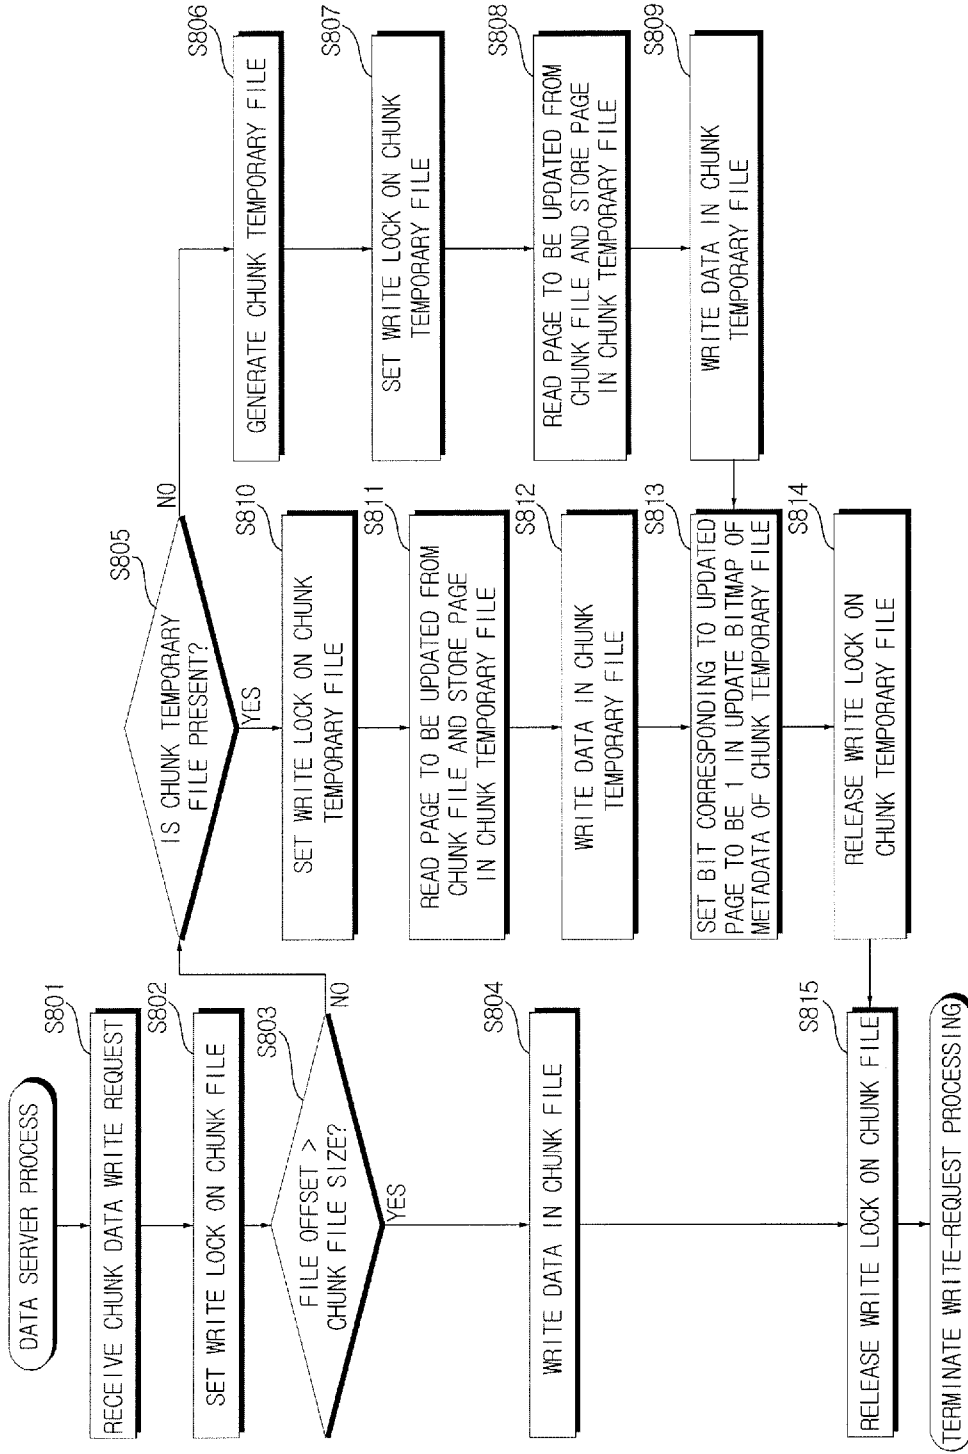 DATA SERVER PROCESS
S801
RECEIVE CHUNK DATA WRITE REQUEST
S802
SET WRITE LOCK ON CHUNK FILE
S803
FILE OFFSET >
CHUNK FILE SIZE?
NO
YES
S804
WRITE DATA IN CHUNK FILE
S805
IS CHUNK TEMPORARY
FILE PRESENT?
NO
YES
S806
GENERATE CHUNK TEMPORARY FILE
S807
SET WRITE LOCK ON CHUNK
TEMPORARY FILE
S808
READ PAGE TO BE UPDATED FROM
CHUNK FILE AND STORE PAGE
IN CHUNK TEMPORARY FILE
S809
WRITE DATA IN CHUNK
TEMPORARY FILE
S810
SET WRITE LOCK ON CHUNK
TEMPORARY FILE
S811
READ PAGE TO BE UPDATED FROM
CHUNK FILE AND STORE PAGE
IN CHUNK TEMPORARY FILE
S812
WRITE DATA IN CHUNK
TEMPORARY FILE
S813
SET BIT CORRESPONDING TO UPDATED
PAGE TO BE 1 IN UPDATE BITMAP OF
METADATA OF CHUNK TEMPORARY FILE
S814
RELEASE WRITE LOCK ON
CHUNK TEMPORARY FILE
S815
RELEASE WRITE LOCK ON CHUNK FILE
TERMINATE WRITE-REQUEST PROCESSING